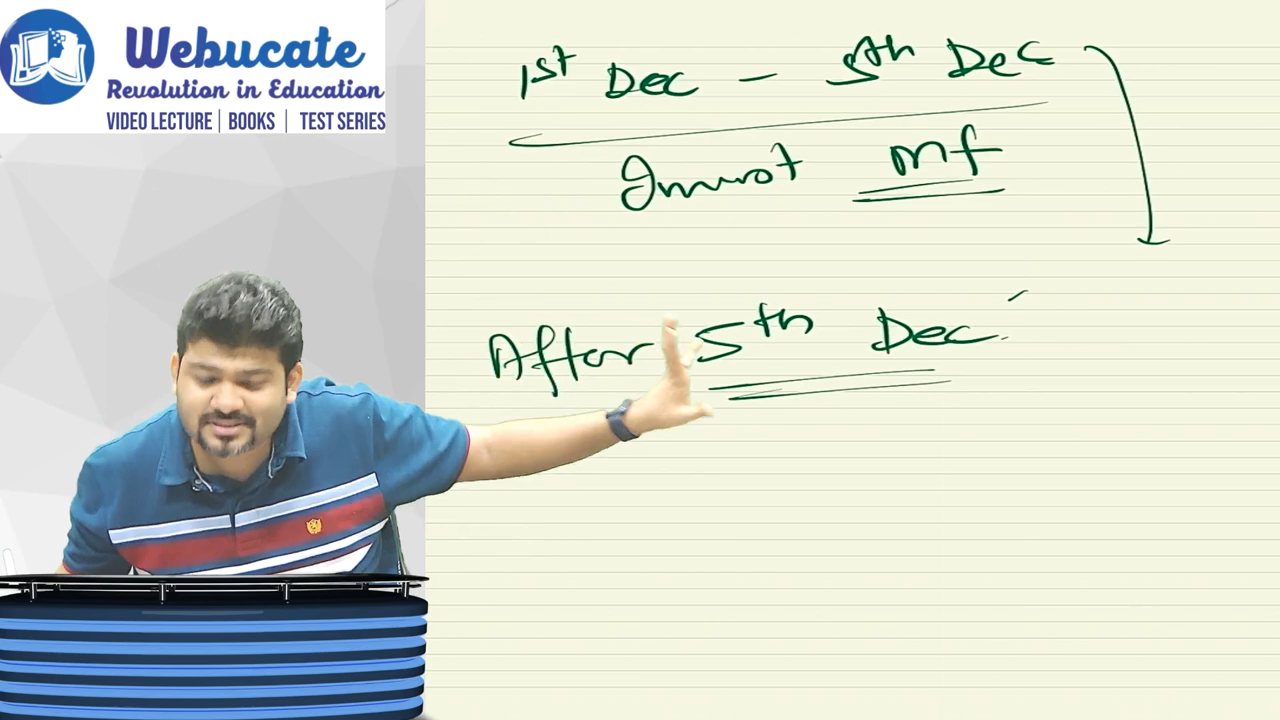 Webucate
Revolution in Education
VIDEO LECTURE | BOOKS | TEST SERIES
1st Dec - 5th Dec
mf
After 5th Dec